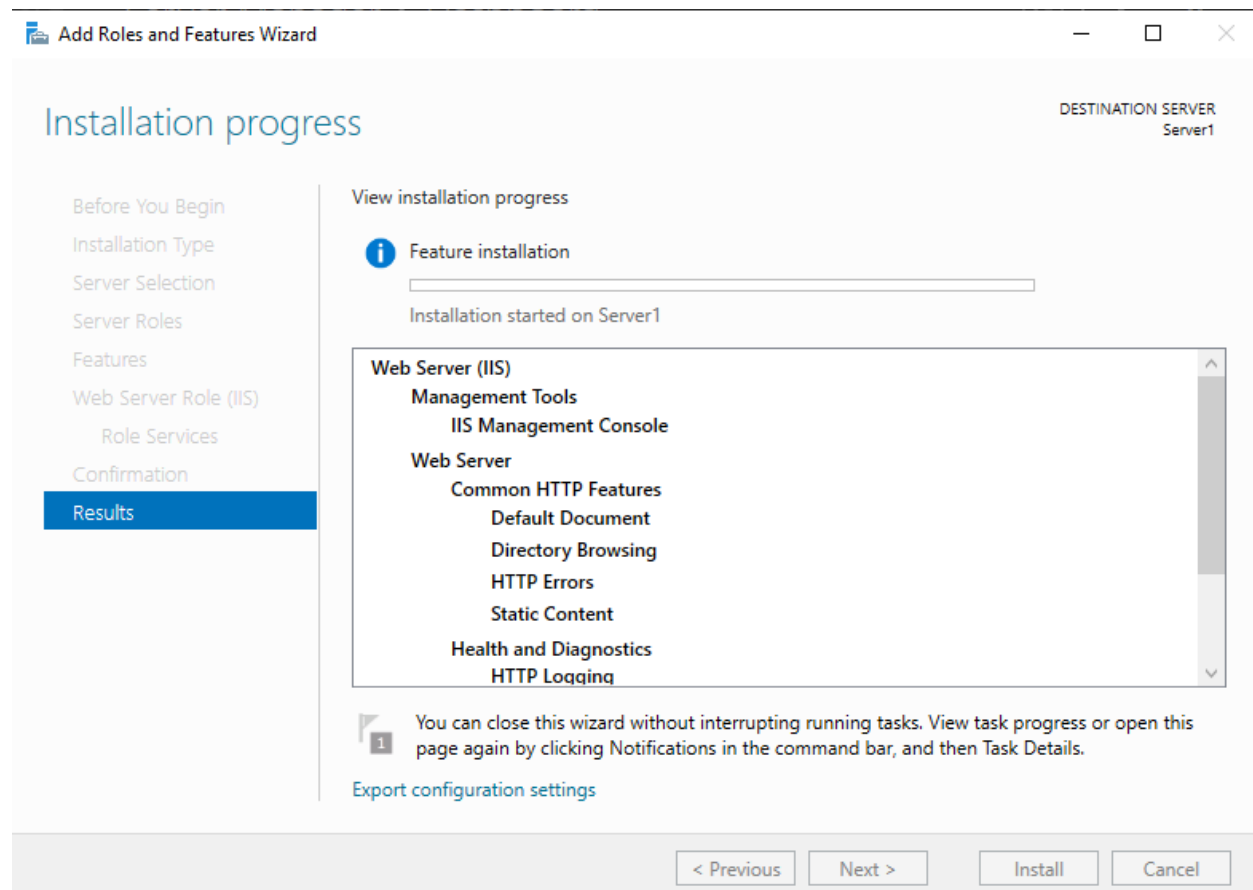 Add Roles and Features Wizard
Installation progress
DESTINATION SERVER
Server1
Before You Begin
Installation Type
Server Selection
Server Roles
Features
Web Server Role (IIS)
Role Services
Confirmation
Results
View installation progress
i Feature installation
Installation started on Server1
Web Server (IIS)
Management Tools
IIS Management Console
Web Server
Common HTTP Features
Default Document
Directory Browsing
HTTP Errors
Static Content
Health and Diagnostics
HTTP Logging
1
You can close this wizard without interrupting running tasks. View task progress or open this
page again by clicking Notifications in the command bar, and then Task Details.
Export configuration settings
< Previous
Next >
Install
Cancel